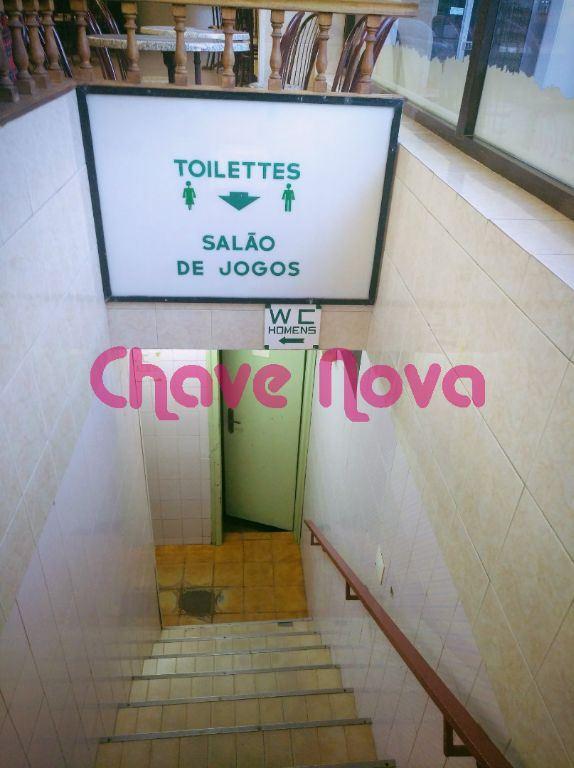 TOILETTES
SALÃO
DE JOGOS
WC
HOMENS
Chave Nova